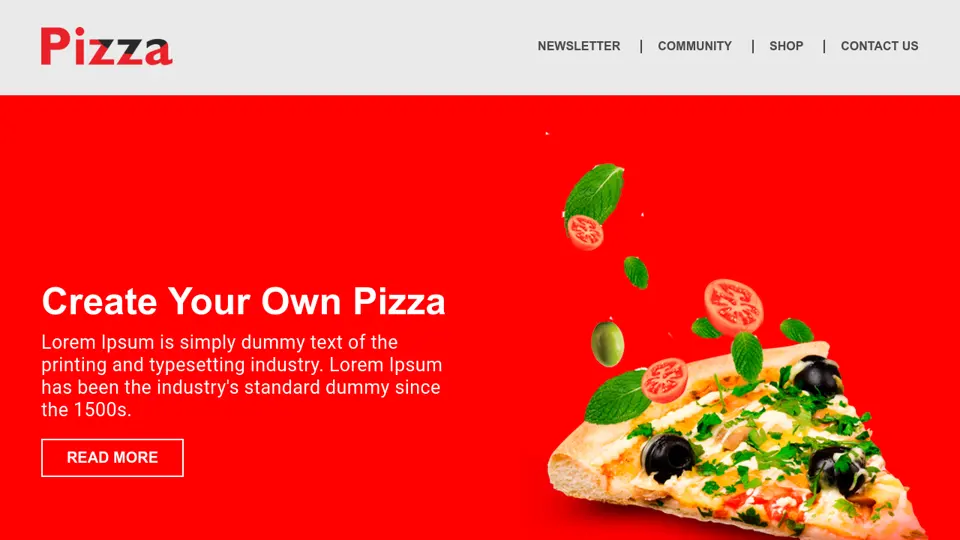 Pizza
NEWSLETTER | COMMUNITY | SHOP | CONTACT US
Create Your Own Pizza
Lorem Ipsum is simply dummy text of the
printing and typesetting industry. Lorem Ipsum
has been the industry's standard dummy since
the 1500s.
READ MORE